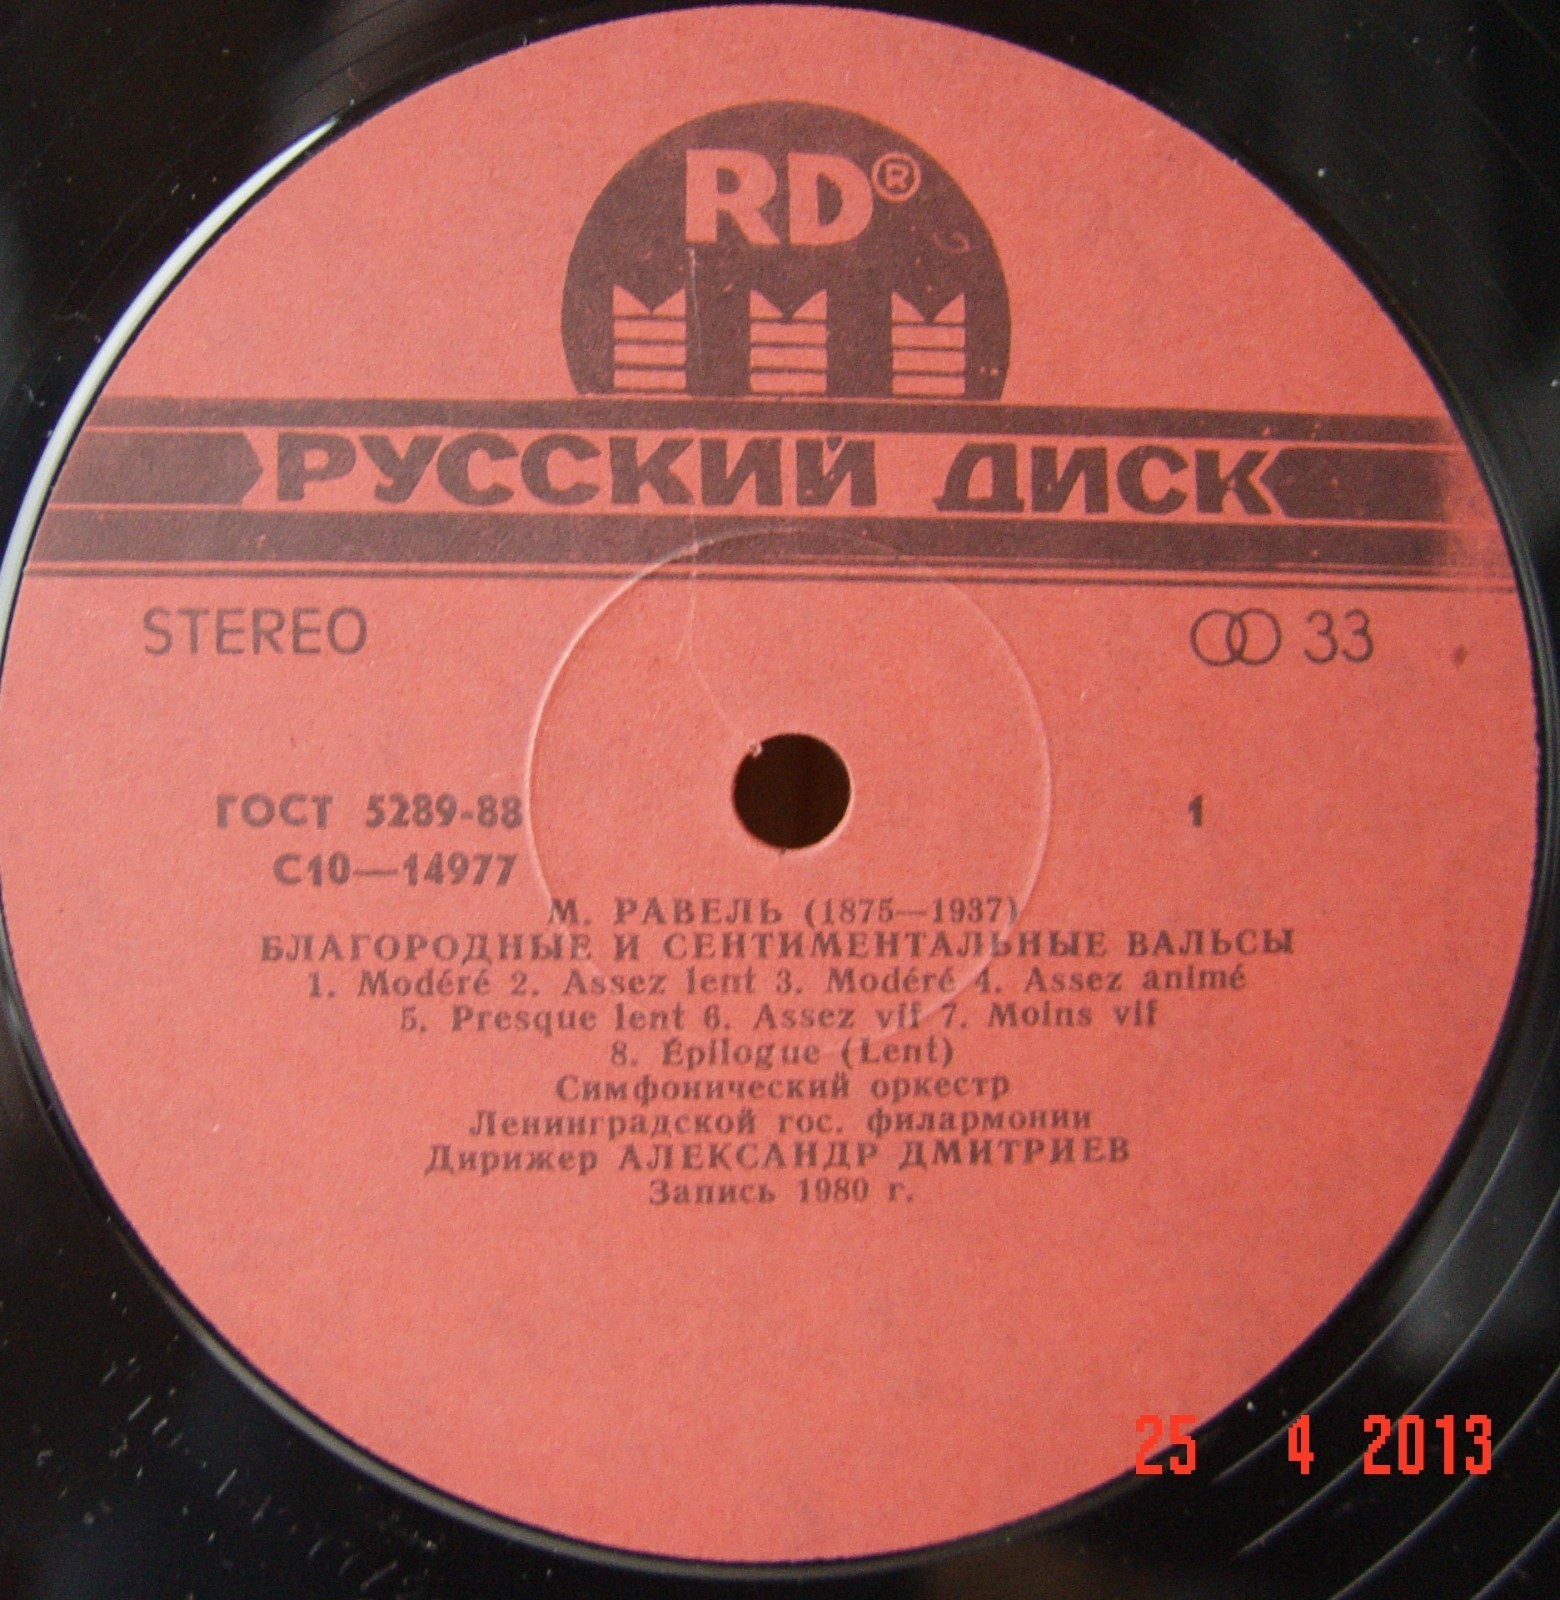 RD®
РУССКИЙ ДИСК
STEREO
33
ГОСТ 5289-88
1
С10—14977
М. РАВЕЛЬ (1875—1937)
БЛАГОРОДНЫЕ И СЕНТИМЕНТАЛЬНЫЕ ВАЛЬСЫ
1. Modéré 2. Assez lent 3. Modéré 4. Assez animé
5. Presque lent 6. Assez vif 7. Moins vif
8. Épilogue (Lent)
Симфонический оркестр
Ленинградской гос. филармонии
Дирижер АЛЕКСАНДР ДМИТРИЕВ
Запись 1980 г.
25 4 2013